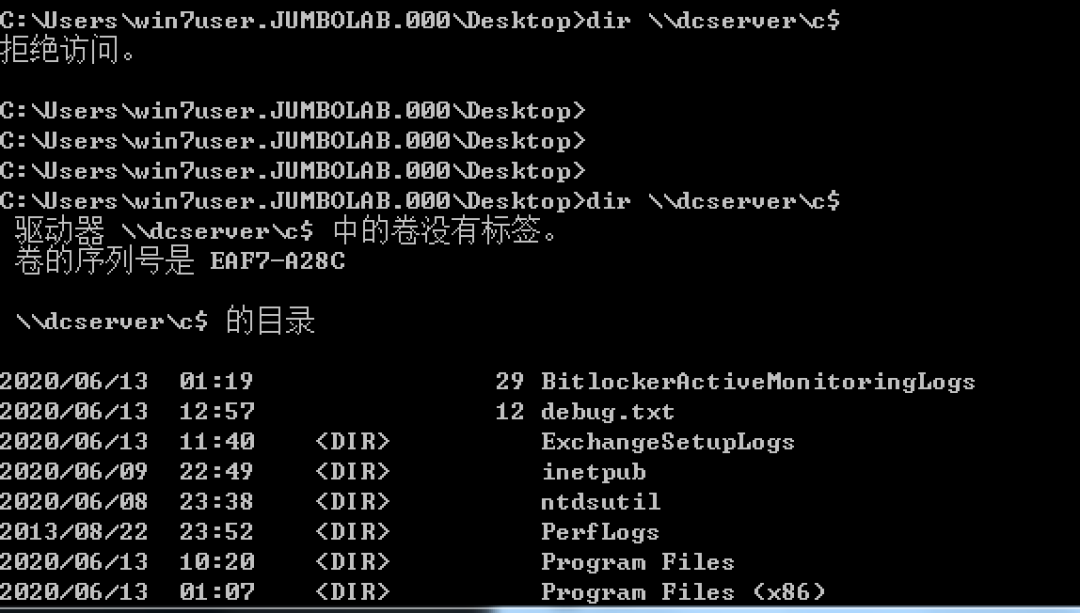 C:\Users\win7user.JUMBOLAB.000\Desktop>dir \\dcserver\c$
拒绝访问。
C:\Users\win7user.JUMBOLAB.000\Desktop>
C:\Users\win7user.JUMBOLAB.000\Desktop>
C:\Users\win7user.JUMBOLAB.000\Desktop>
C:\Users\win7user.JUMBOLAB.000\Desktop>dir \\dcserver\c$
驱动器 \\dcserver\c$ 中的卷没有标签。
卷的序列号是 EAF7-A28C
\\dcserver\c$ 的目录
2020/06/13  01:19                29 BitlockerActiveMonitoringLogs
2020/06/13  12:57                12 debug.txt
2020/06/13  11:40    <DIR>          ExchangeSetupLogs
2020/06/09  22:49    <DIR>          inetpub
2020/06/08  23:38    <DIR>          ntdsutil
2013/08/22  23:52    <DIR>          PerfLogs
2020/06/13  10:20    <DIR>          Program Files
2020/06/13  01:07    <DIR>          Program Files (x86)